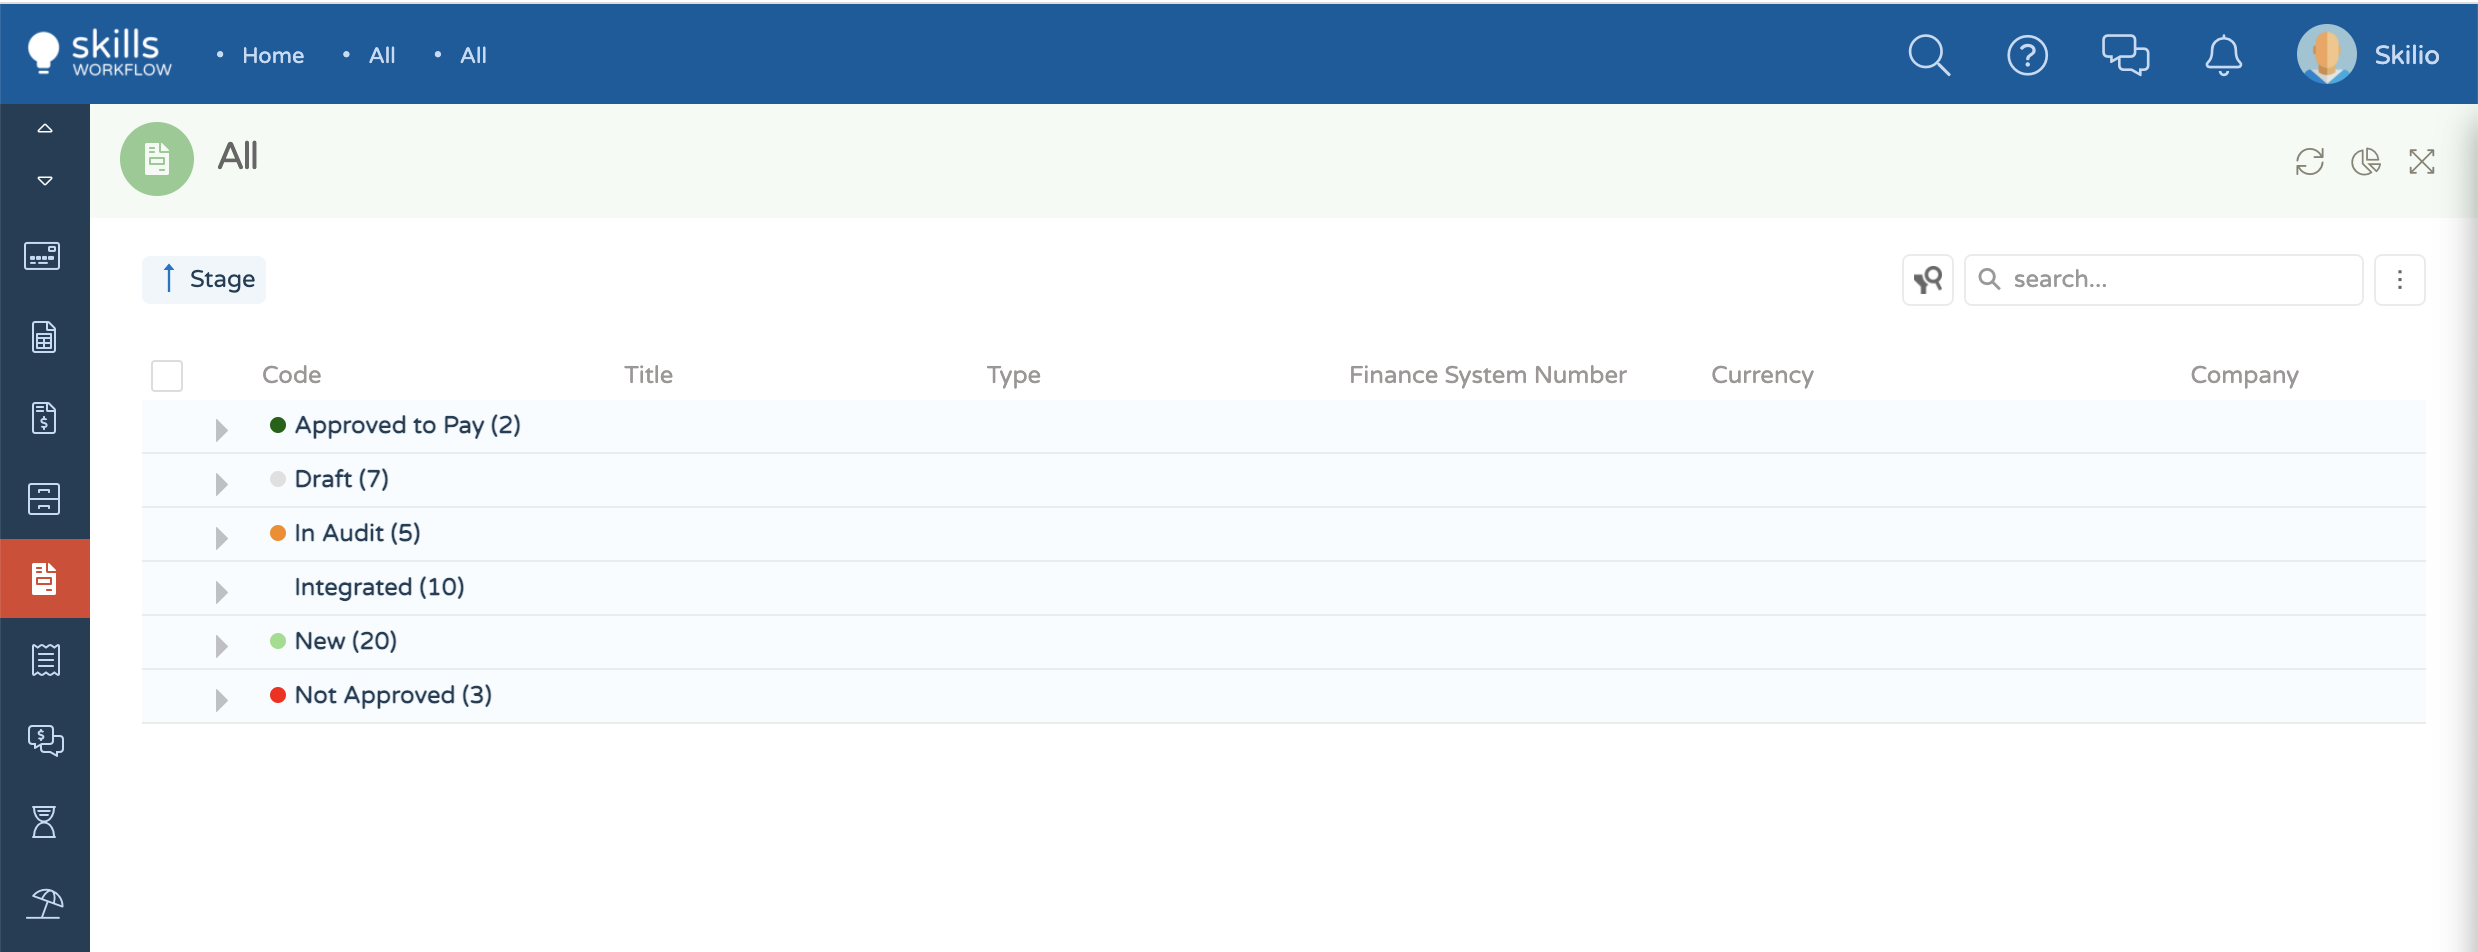 skills
WORKFLOW
• Home • All • All
Skilio
All
Stage
search...
Code Title Type Finance System Number Currency Company
Approved to Pay (2)
Draft (7)
In Audit (5)
Integrated (10)
New (20)
Not Approved (3)